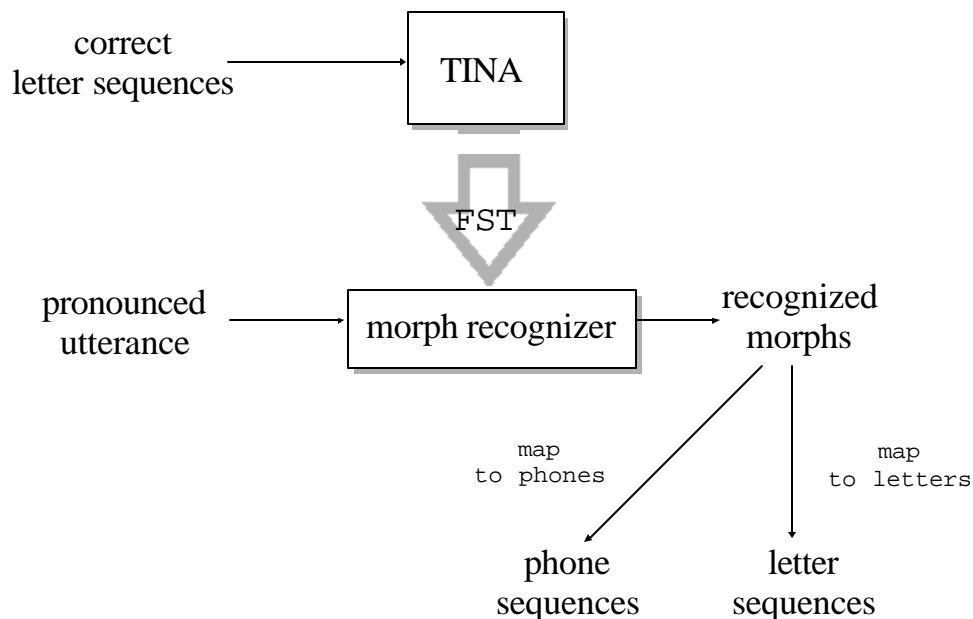 correct
letter sequences
TINA
FST
pronounced
utterance
morph recognizer
recognized
morphs
map
to phones
map
to letters
phone
sequences
letter
sequences